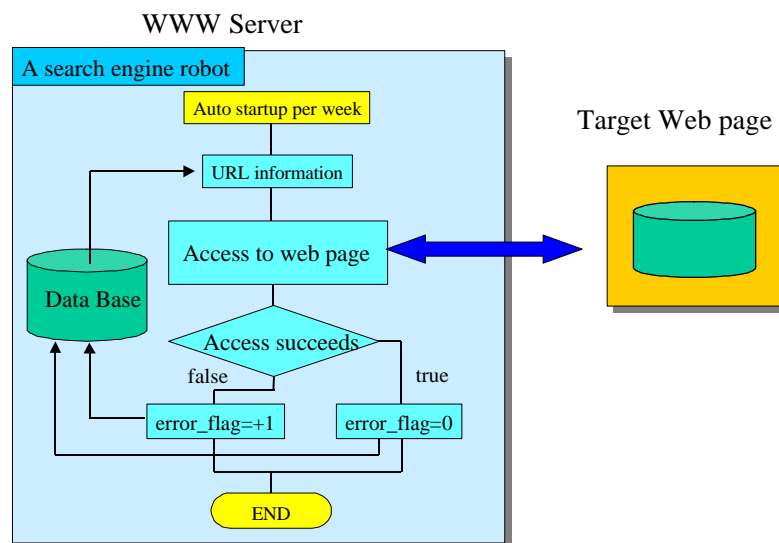 WWW Server
A search engine robot
Auto startup per week
Target Web page
URL information
Access to web page
Data Base
Access succeeds
false
true
error_flag=+1
error_flag=0
END